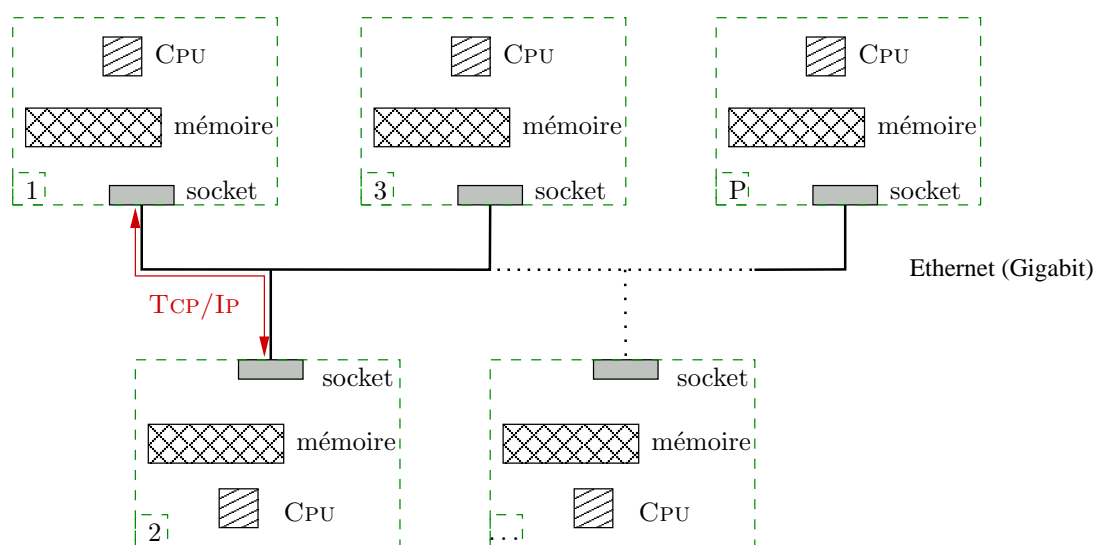 CPU
mémoire
1
socket
CPU
mémoire
3
socket
CPU
mémoire
P
socket
Ethernet (Gigabit)
TCP/IP
socket
mémoire
CPU
2
socket
mémoire
CPU
...